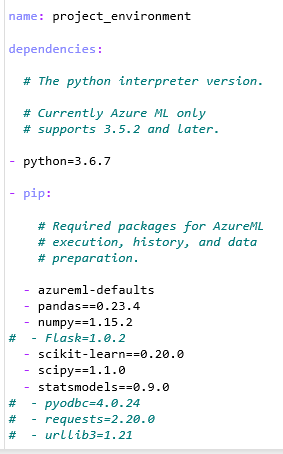 name: project_environment
dependencies:
# The python interpreter version.
# Currently Azure ML only
# supports 3.5.2 and later.
- python=3.6.7
- pip:
# Required packages for AzureML
# execution, history, and data
# preparation.
- azureml-defaults
- pandas==0.23.4
- numpy==1.15.2
#  - Flask=1.0.2
- scikit-learn==0.20.0
- scipy==1.1.0
- statsmodels==0.9.0
#  - pyodbc=4.0.24
#  - requests=2.20.0
#  - urllib3=1.21